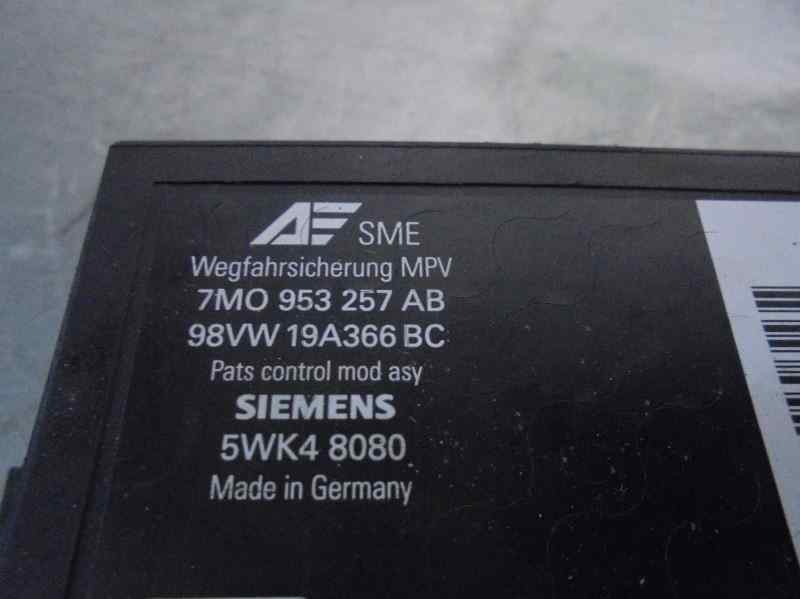 AE SME
Wegfahrsicherung MPV
7MO 953 257 AB
98VW 19A366 BC
Pats control mod asy
SIEMENS
5WK4 8080
Made in Germany